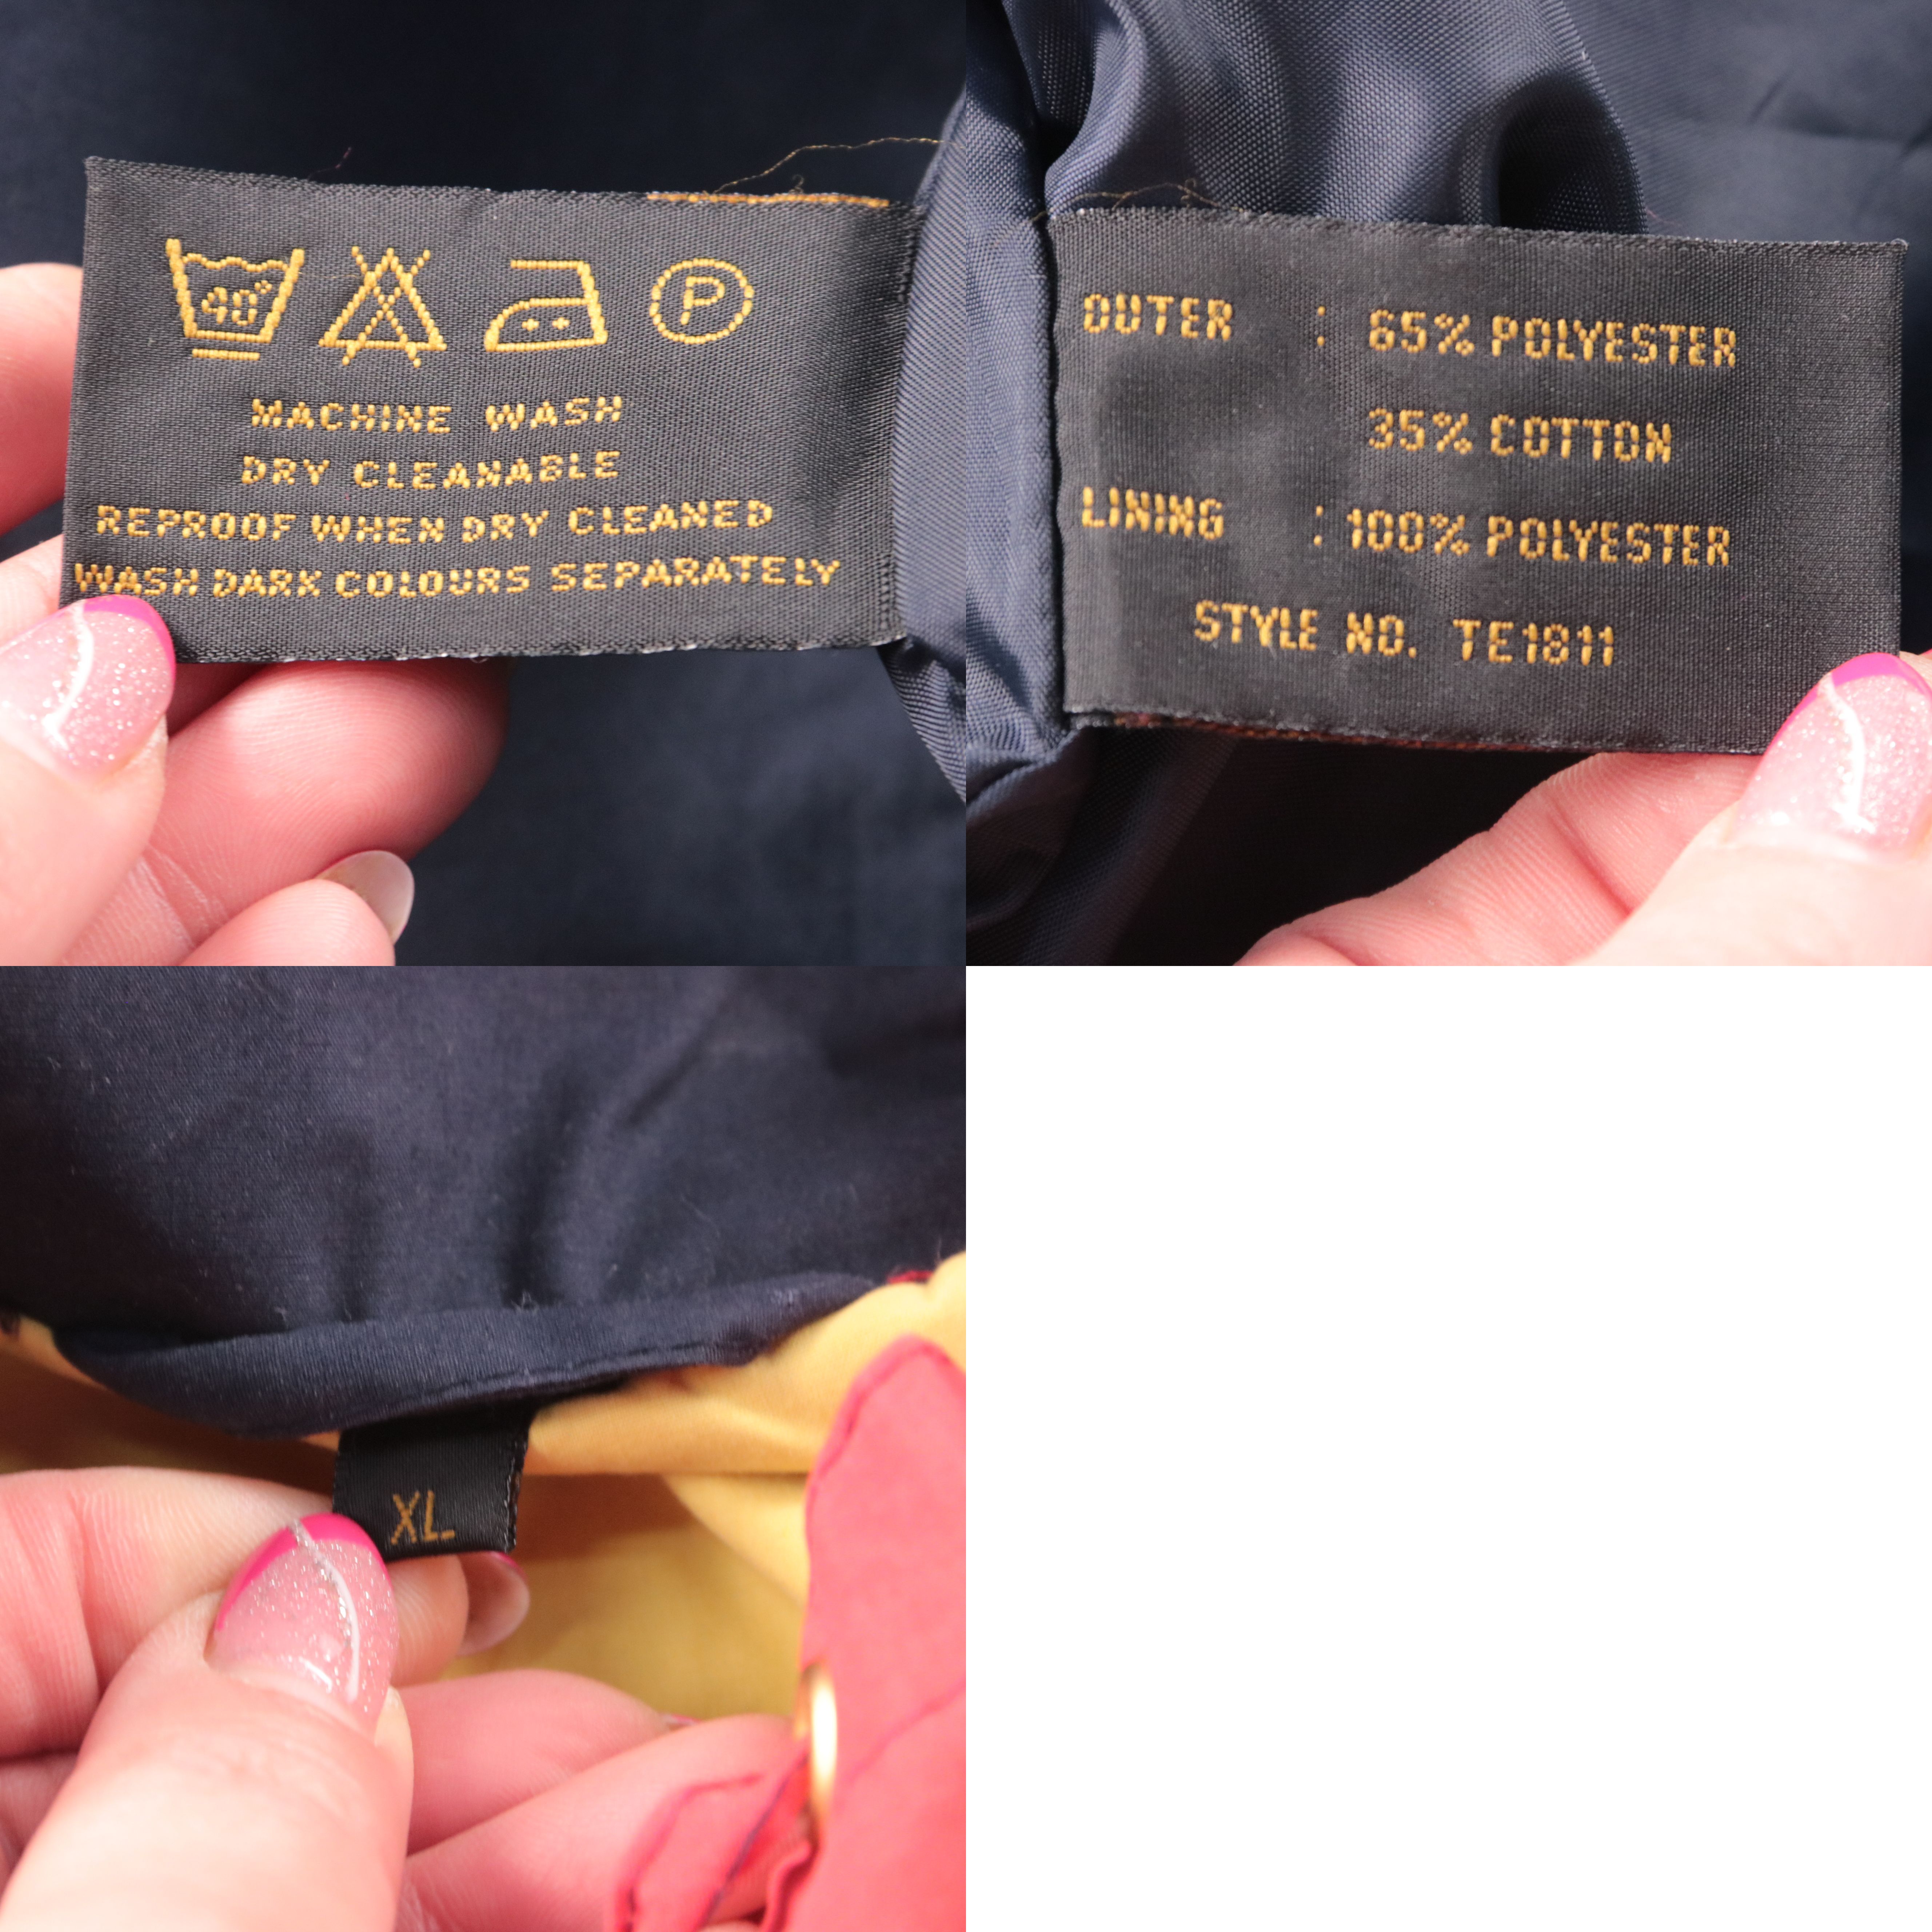 40°
P
MACHINE WASH
DRY CLEANABLE
REPROOF WHEN DRY CLEANED
WASH DARK COLOURS SEPARATELY
OUTER : 65% POLYESTER
35% COTTON
LINING : 100% POLYESTER
STYLE NO. TE1811
XL